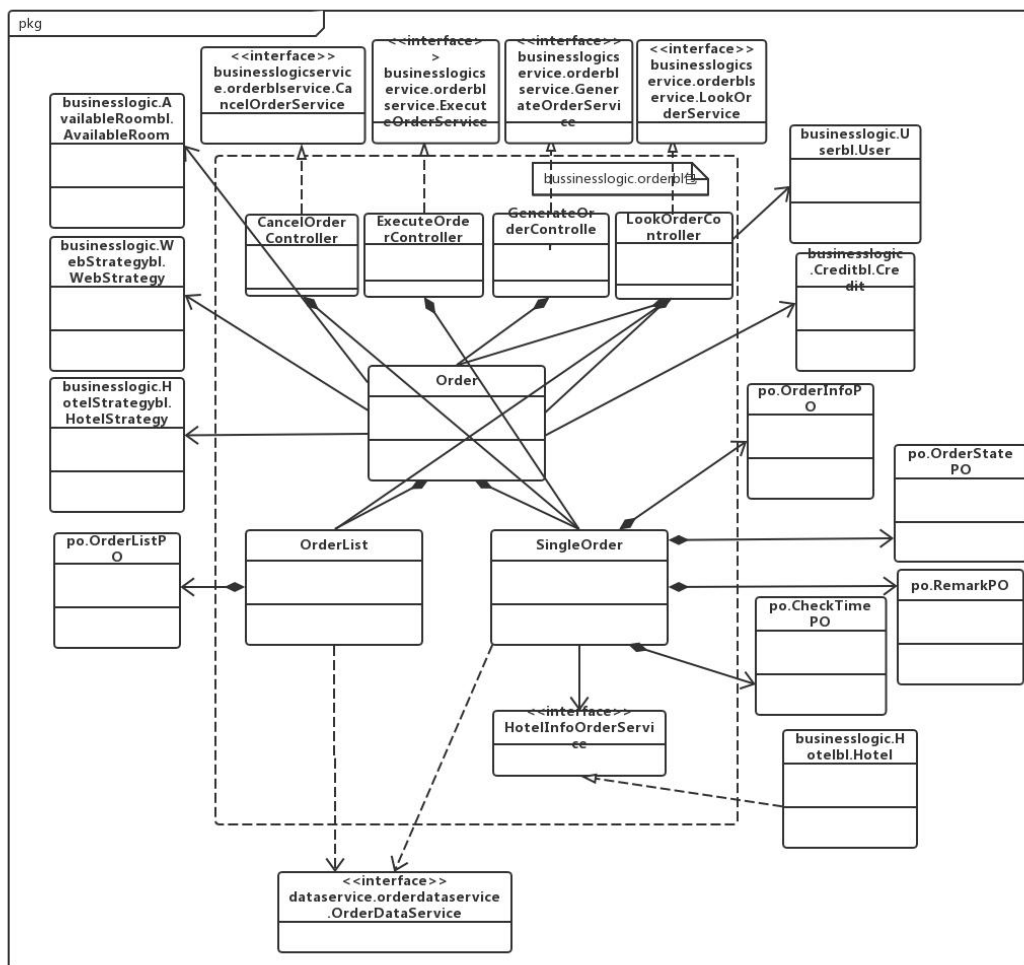 pkg
<<interface>>
businesslogicservic
e.orderblservice.Ca
ncelOrderService
<<interface>
>
businesslogics
ervice.orderbl
service.Execut
eOrderService
<<interface>>
businesslogics
ervice.orderbl
service.Gener
ateOrderServi
ce
<<interface>>
businesslogics
ervice.orderbls
ervice.LookOr
derService
businesslogic.A
vailableRoombl.
AvailableRoom
businesslogic.U
serbl.User
bussinesslogic.orderbl包
CancelOrder
Controller
ExecuteOrde
rController
GenerateOr
derControlle
r
LookOrderCo
ntroller
businesslogic.W
ebStrategybl.
WebStrategy
businesslogic
.Creditbl.Cre
dit
businesslogic.H
otelStrategybl.
HotelStrategy
Order
po.OrderInfoP
O
po.OrderState
PO
po.OrderListP
O
OrderList
SingleOrder
po.RemarkPO
po.CheckTime
PO
<<interface>>
HotelInfoOrderServi
ce
businesslogic.H
otelbl.Hotel
<<interface>>
dataservice.orderdataservice
.OrderDataService